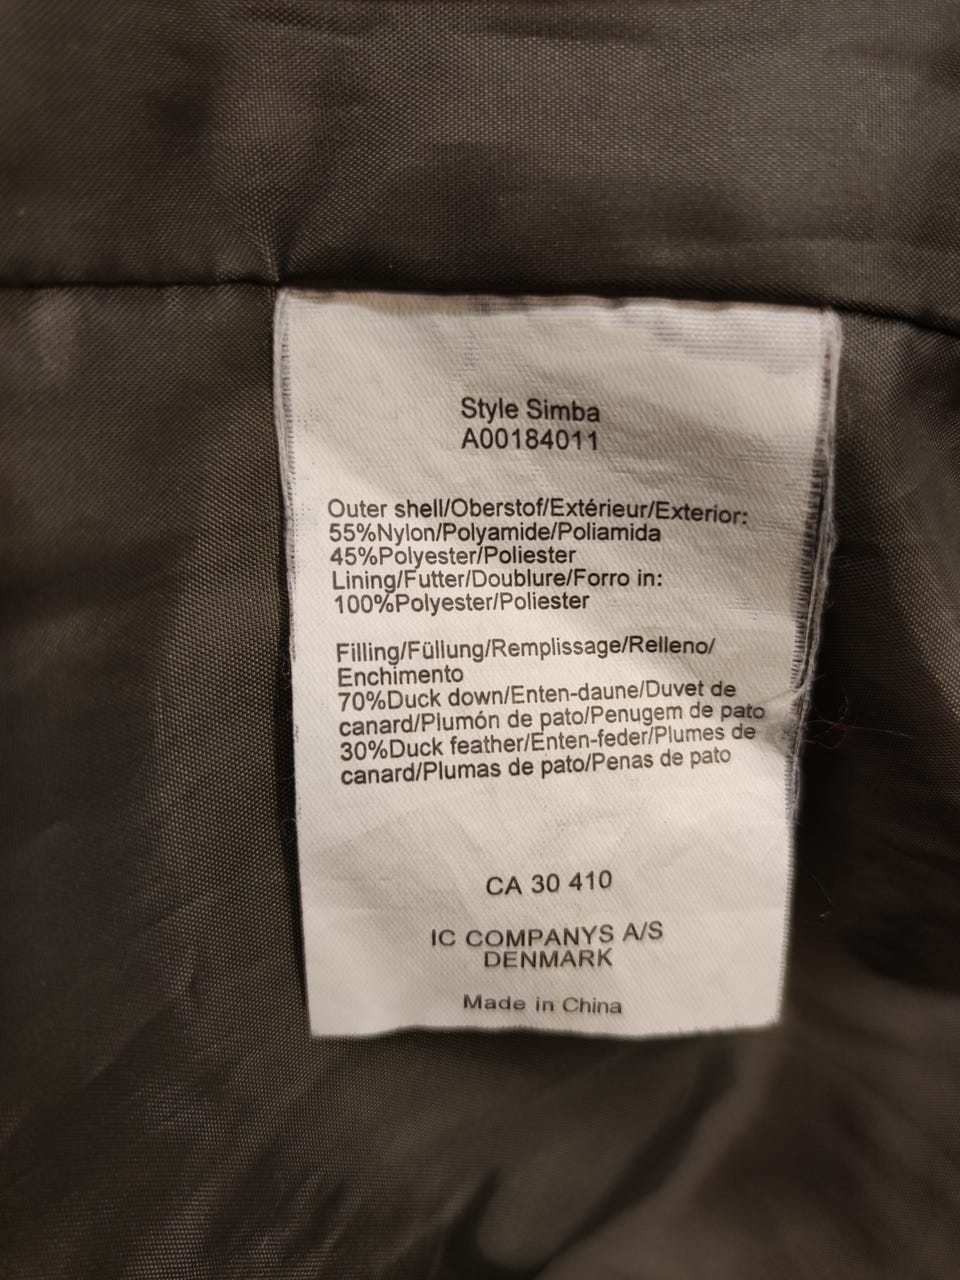 Style Simba
A00184011
Outer shell/Oberstof/Extérieur/Exterior:
55%Nylon/Polyamide/Poliamida
45%Polyester/Poliester
Lining/Futter/Doublure/Forro in:
100%Polyester/Poliester
Filling/Füllung/Remplissage/Relleno/
Enchimento
70%Duck down/Enten-daune/Duvet de
canard/Plumón de pato/Penugem de pato
30%Duck feather/Enten-feder/Plumes de
canard/Plumas de pato/Penas de pato
CA 30 410
IC COMPANYS A/S
DENMARK
Made in China